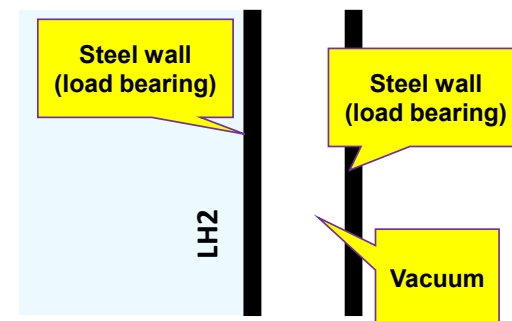 Steel wall
(load bearing)
Steel wall
(load bearing)
LH2
Vacuum